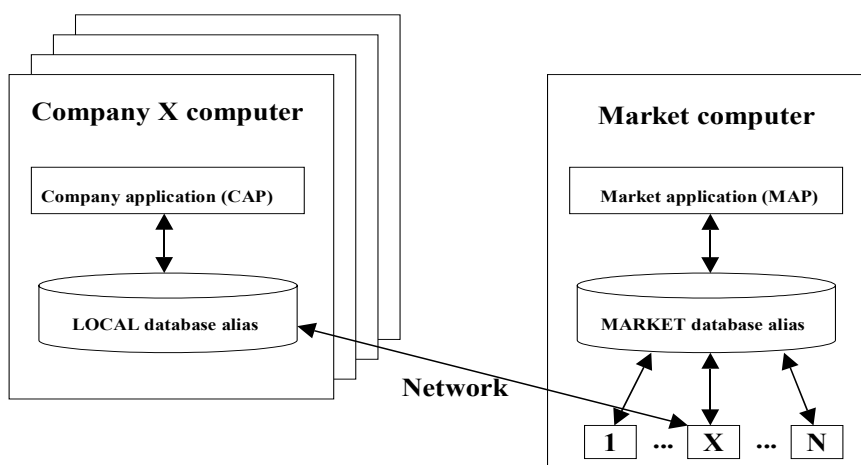 Company X computer
Company application (CAP)
LOCAL database alias
Network
Market computer
Market application (MAP)
MARKET database alias
1 ... X ... N